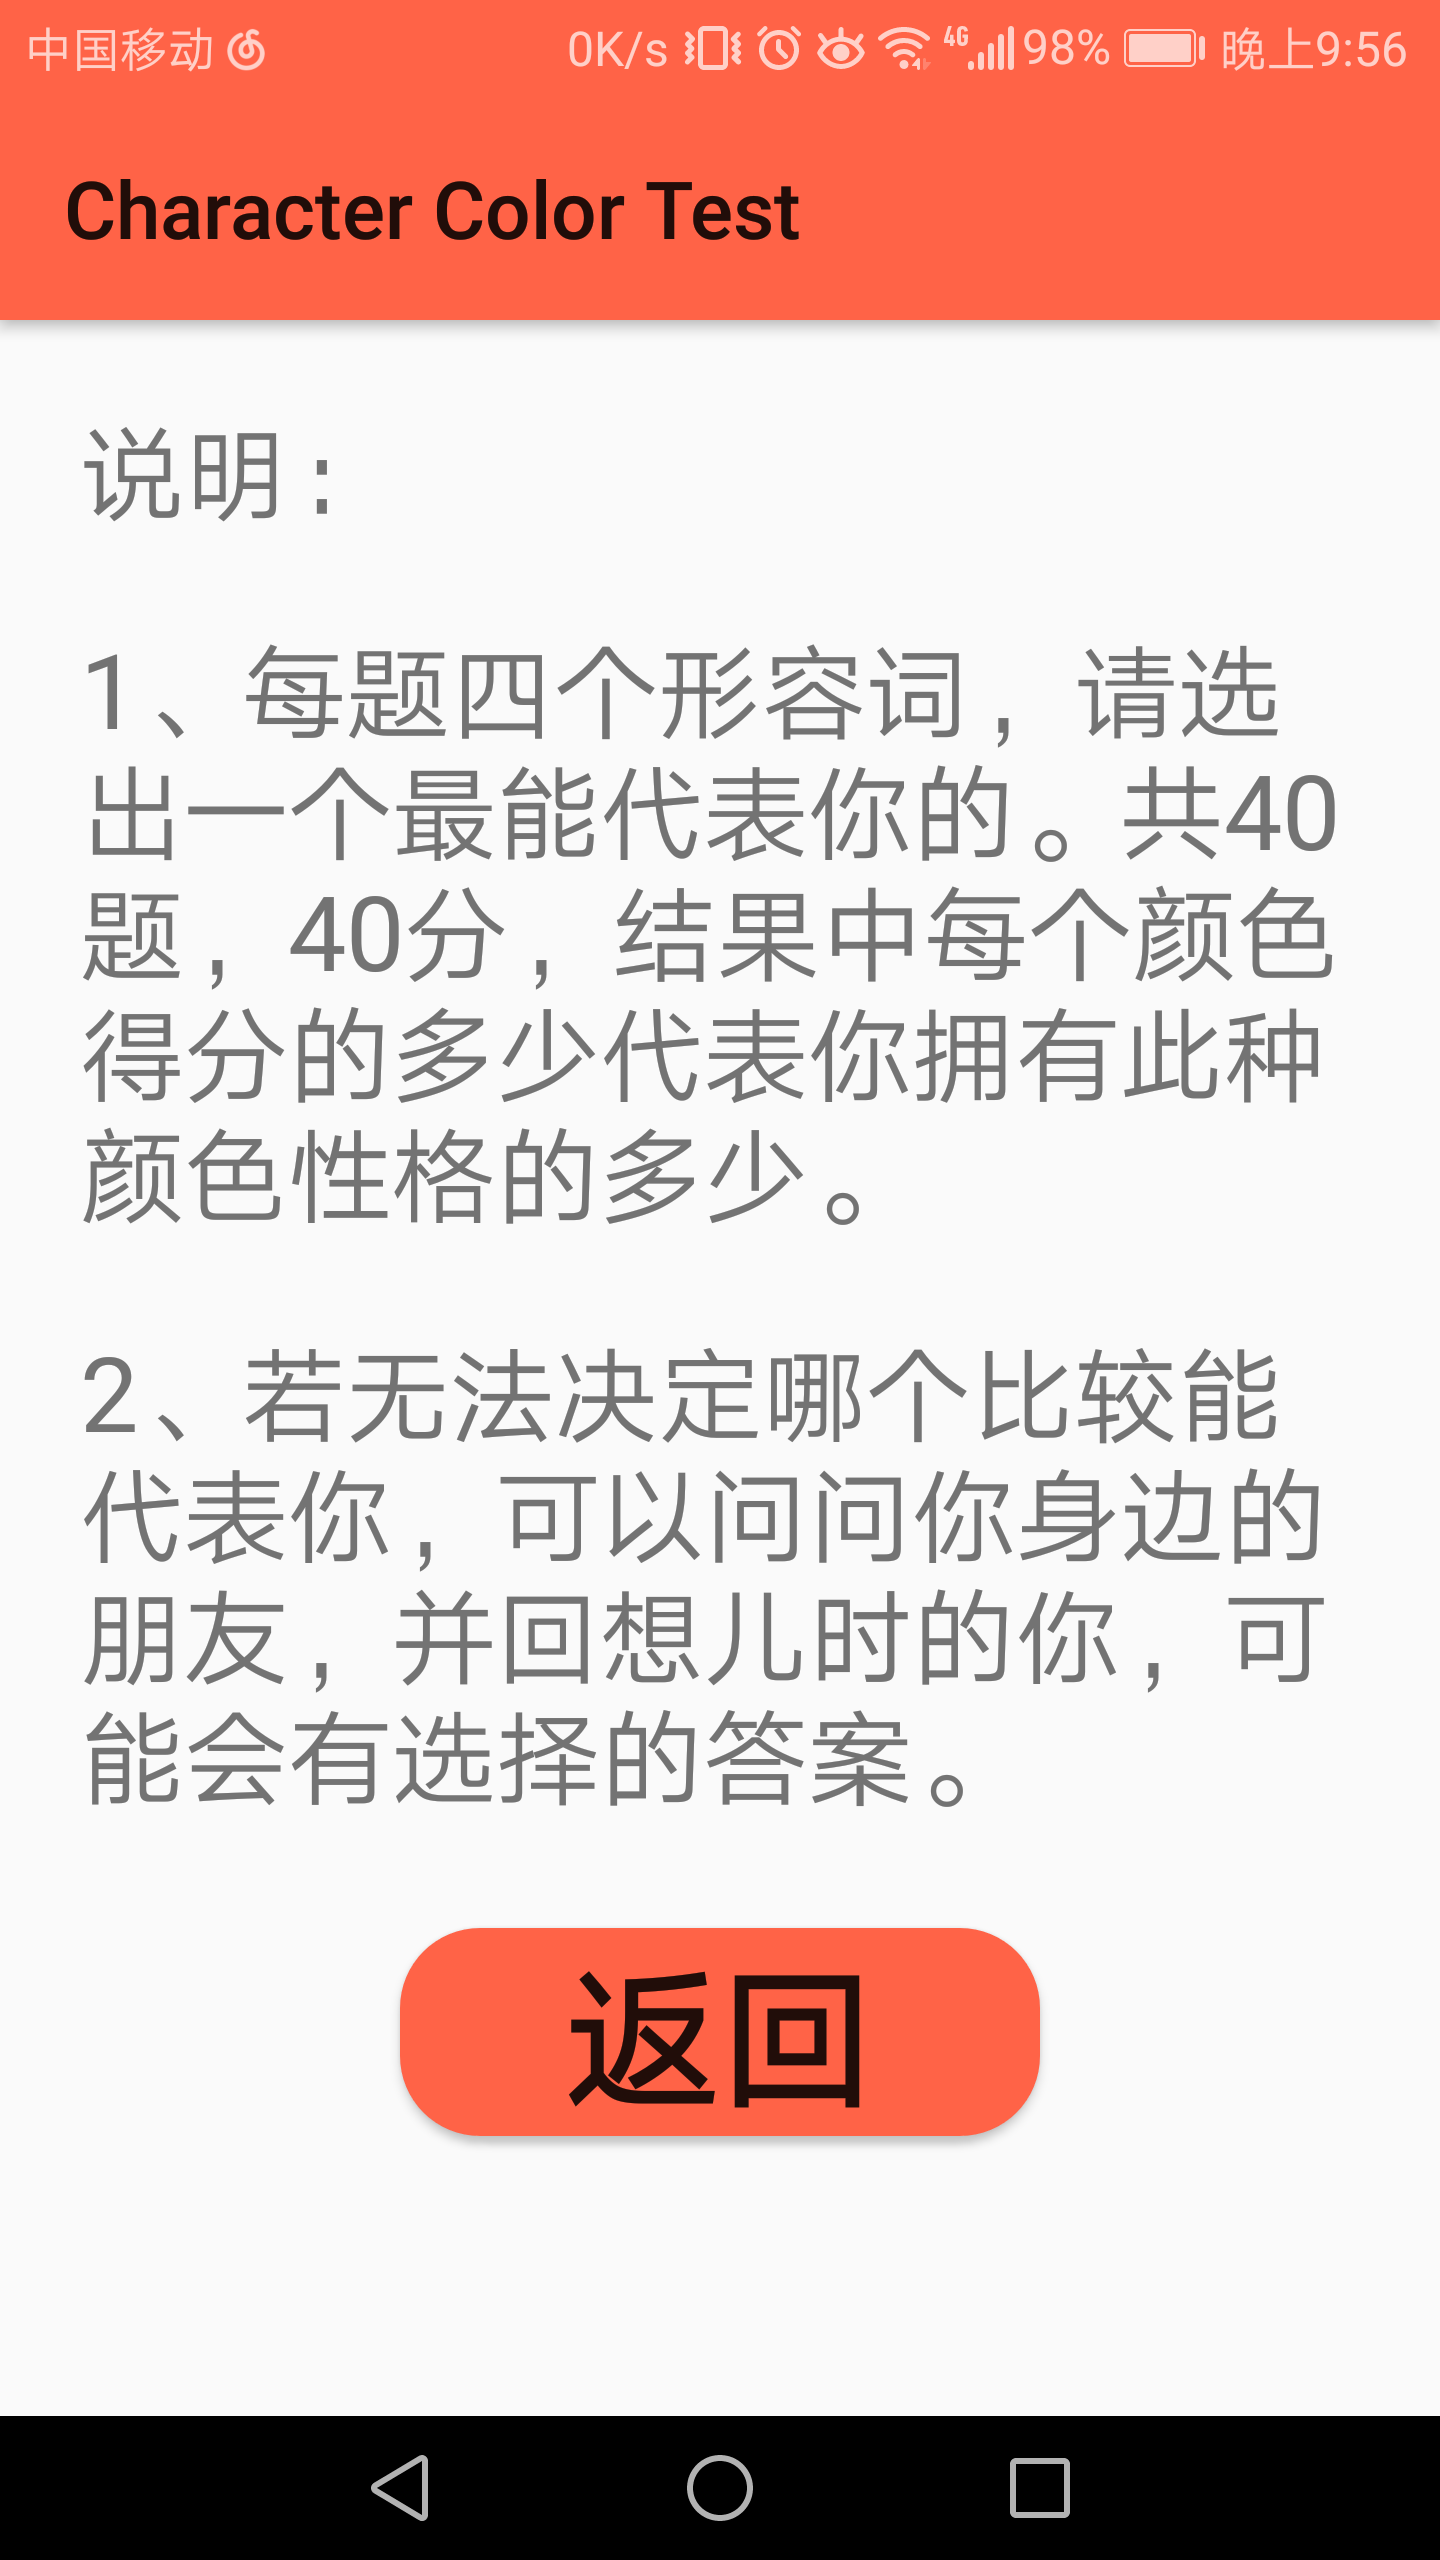 中国移动 0K/s 4G 98% 晚上9:56
Character Color Test
说明：
1、每题四个形容词，请选
出一个最能代表你的。共40
题，40分，结果中每个颜色
得分的多少代表你拥有此种
颜色性格的多少。
2、若无法决定哪个比较能
代表你，可以问问你身边的
朋友，并回想儿时的你，可
能会有选择的答案。
返回